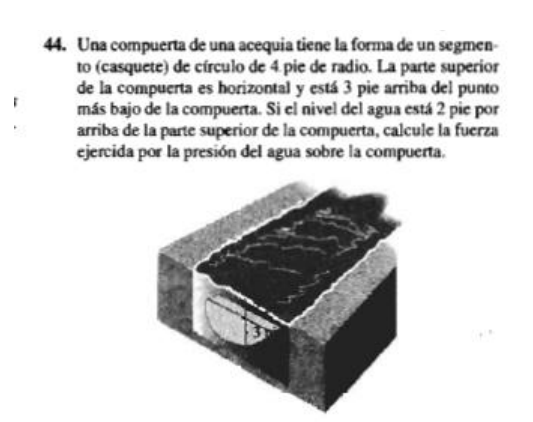 44. Una compuerta de una acequia tiene la forma de un segmen-
to (casquete) de círculo de 4 pie de radio. La parte superior
de la compuerta es horizontal y está 3 pie arriba del punto
más bajo de la compuerta. Si el nivel del agua está 2 pie por
arriba de la parte superior de la compuerta, calcule la fuerza
ejercida por la presión del agua sobre la compuerta.
3